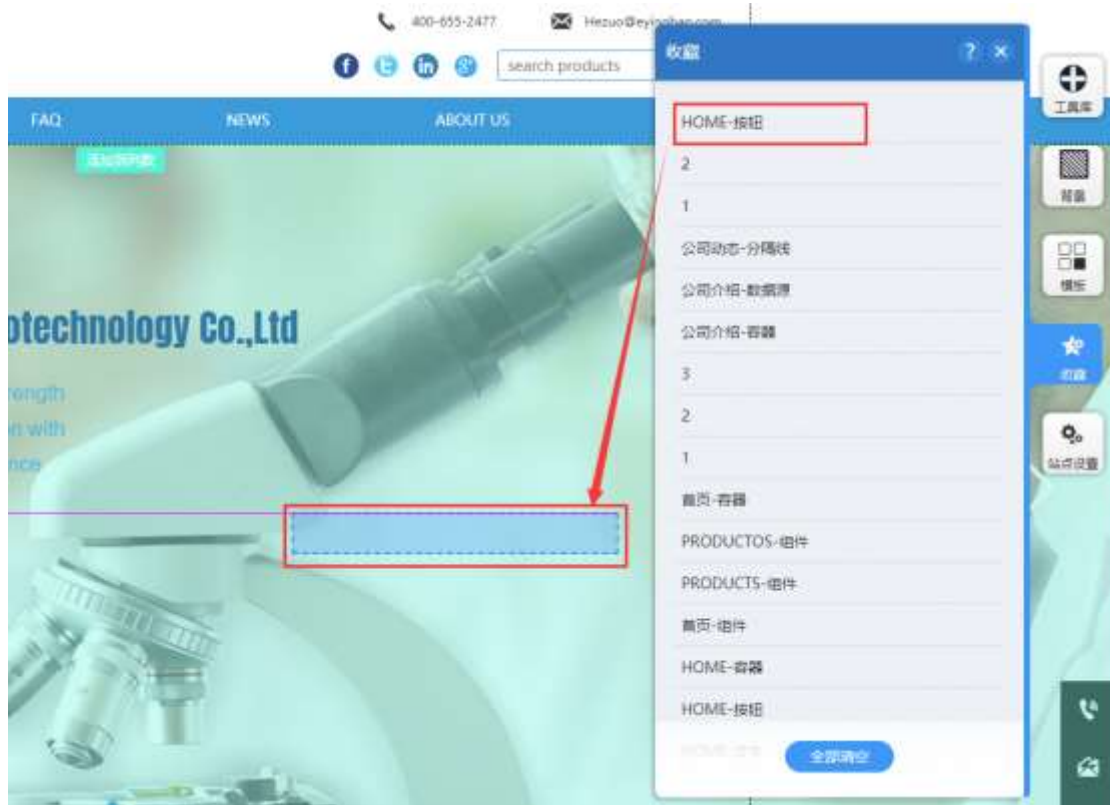 400-655-2477
search products
FAQ NEWS ABOUT US
otechnology Co.,Ltd
rength
on with
nce
收藏
HOME-按钮
2
1
公司动态-分隔线
公司介绍-数据源
公司介绍-容器
3
2
1
首页-容器
PRODUCTOS-组件
PRODUCTS-组件
首页-组件
HOME-容器
HOME-按钮
全部清空
工具库
背景
模板
收藏
站点设置